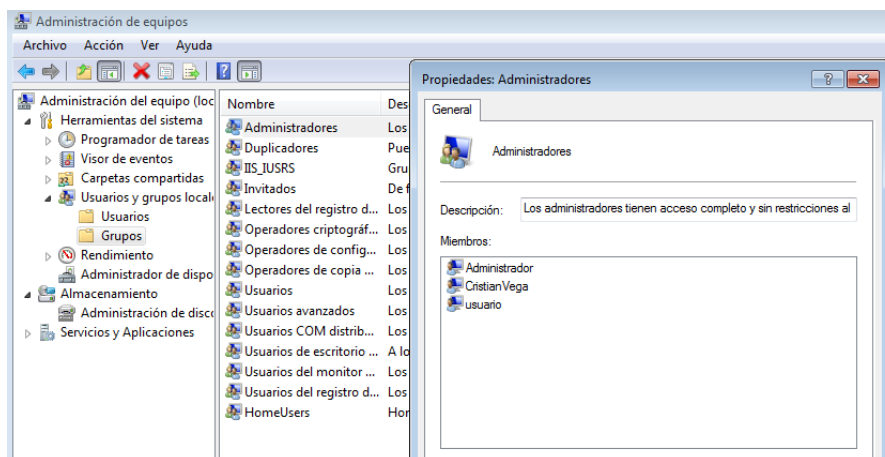 Administración de equipos
Archivo Acción Ver Ayuda
Administración del equipo (loc
Herramientas del sistema
Programador de tareas
Visor de eventos
Carpetas compartidas
Usuarios y grupos local
Usuarios
Grupos
Rendimiento
Administrador de dispo
Almacenamiento
Administración de disco
Servicios y Aplicaciones
Nombre Des
Administradores Los
Duplicadores Pue
IIS_IUSRS Gru
Invitados De f
Lectores del registro d... Los
Operadores criptográf... Los
Operadores de config... Los
Operadores de copia ... Los
Usuarios Los
Usuarios avanzados Los
Usuarios COM distrib... Los
Usuarios de escritorio ... A lo
Usuarios del monitor ... Los
Usuarios del registro d... Los
HomeUsers Hor
Propiedades: Administradores
General
Administradores
Descripción: Los administradores tienen acceso completo y sin restricciones al
Miembros:
Administrador
CristianVega
usuario